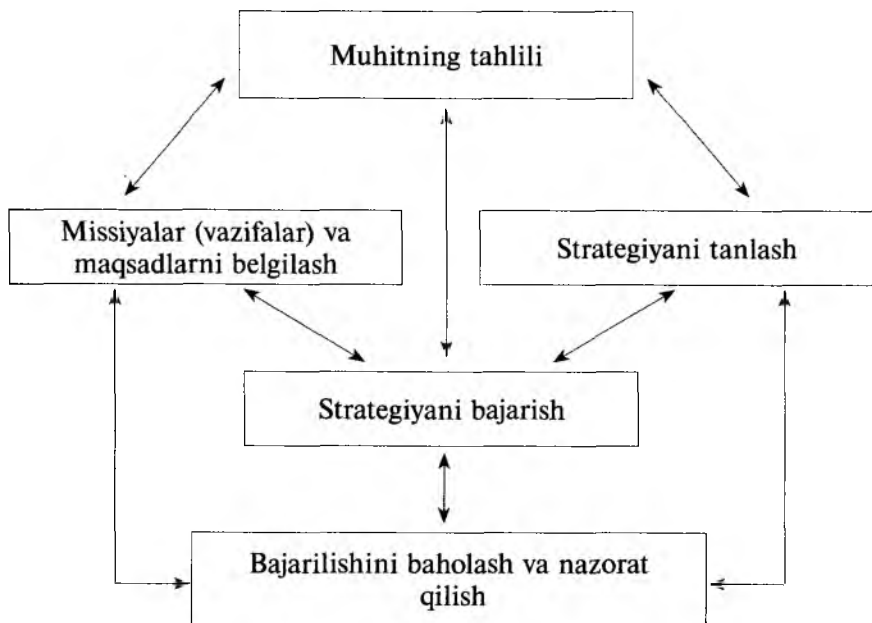 Muhitning tahlili
Missiyalar (vazifalar) va
maqsadlarni belgilash
Strategiyani tanlash
Strategiyani bajarish
Bajarilishini baholash va nazorat
qilish